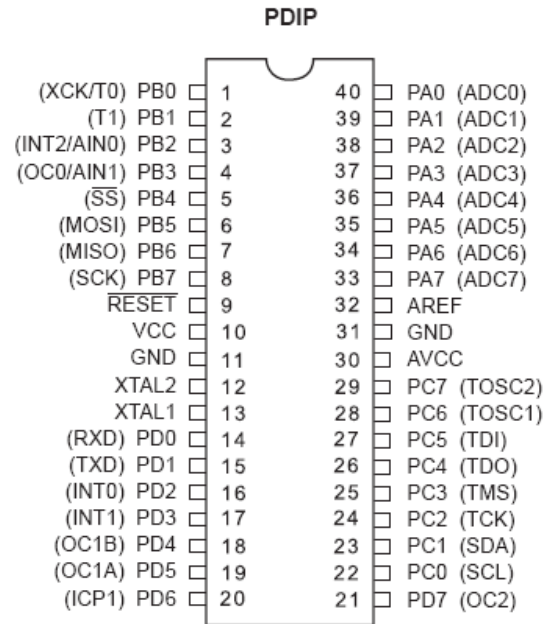 PDIP
(XCK/T0) PB0 1 40 PA0 (ADC0)
(T1) PB1 2 39 PA1 (ADC1)
(INT2/AIN0) PB2 3 38 PA2 (ADC2)
(OC0/AIN1) PB3 4 37 PA3 (ADC3)
(SS) PB4 5 36 PA4 (ADC4)
(MOSI) PB5 6 35 PA5 (ADC5)
(MISO) PB6 7 34 PA6 (ADC6)
(SCK) PB7 8 33 PA7 (ADC7)
RESET 9 32 AREF
VCC 10 31 GND
GND 11 30 AVCC
XTAL2 12 29 PC7 (TOSC2)
XTAL1 13 28 PC6 (TOSC1)
(RXD) PD0 14 27 PC5 (TDI)
(TXD) PD1 15 26 PC4 (TDO)
(INT0) PD2 16 25 PC3 (TMS)
(INT1) PD3 17 24 PC2 (TCK)
(OC1B) PD4 18 23 PC1 (SDA)
(OC1A) PD5 19 22 PC0 (SCL)
(ICP1) PD6 20 21 PD7 (OC2)